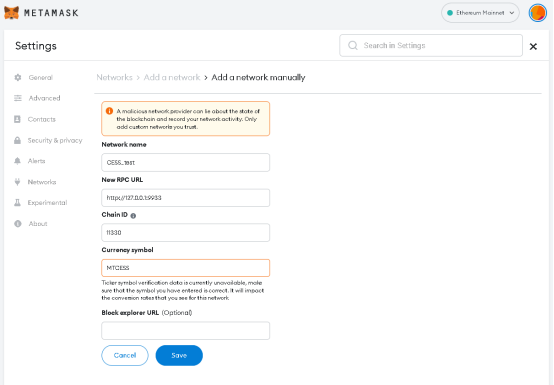 METAMASK
Ethereum Mainnet
Settings
Search in Settings
General
Advanced
Contacts
Security & privacy
Alerts
Networks
Experimental
About
Networks > Add a network > Add a network manually
A malicious network provider can lie about the state of
the blockchain and record your network activity. Only
add custom networks you trust.
Network name
CESS_test
New RPC URL
http://127.0.0.1:9933
Chain ID
11330
Currency symbol
MTCESS
Ticker symbol verification data is currently unavailable, make
sure that the symbol you have entered is correct. It will impact
the conversion rates that you see for this network
Block explorer URL (Optional)
Cancel
Save